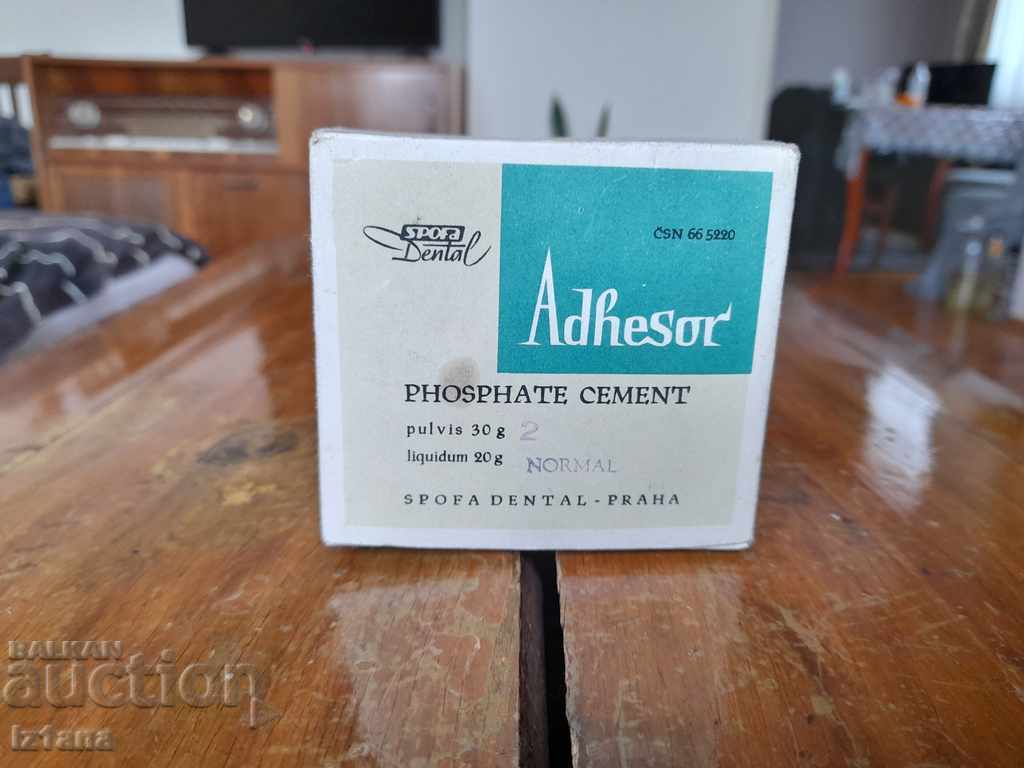 SPOFA
Dental
ČSN 66 5220
Adhesor
PHOSPHATE CEMENT
pulvis 30 g 2
liquidum 20 g NORMAL
SPOFA DENTAL - PRAHA
BALKAN
auction
iztana